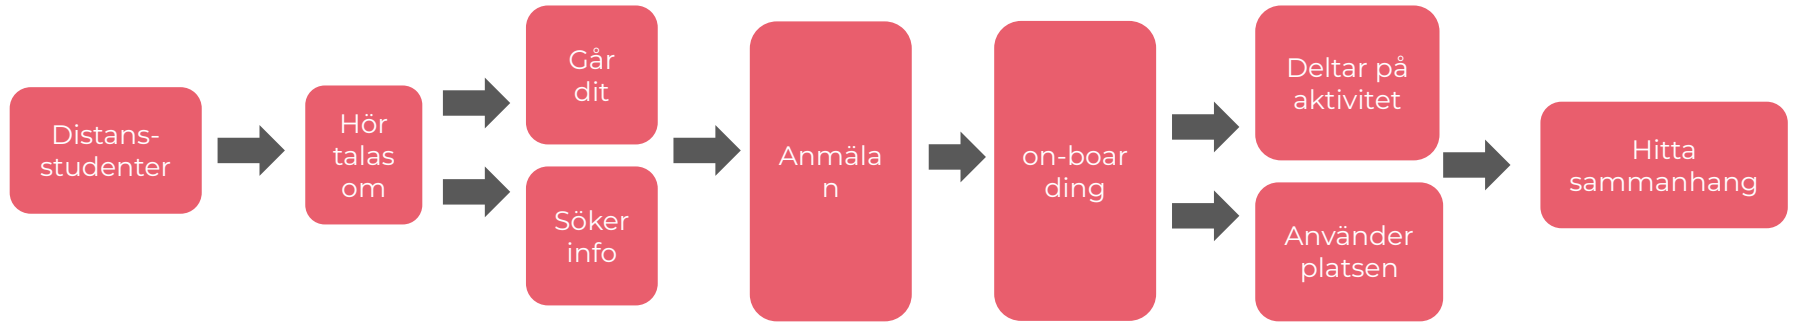 Distans-
studenter
Hör
talas
om
Går
dit
Söker
info
Anmäla
n
on-boar
ding
Deltar på
aktivitet
Använder
platsen
Hitta
sammanhang